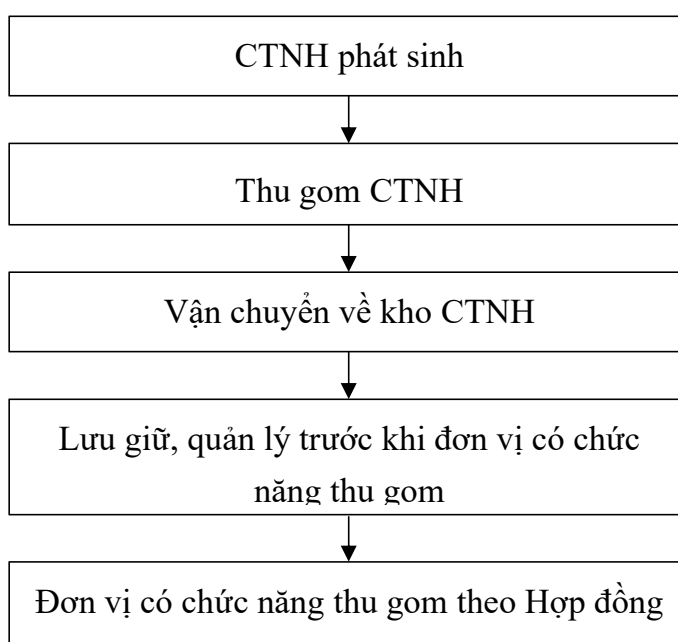 CTNH phát sinh
Thu gom CTNH
Vận chuyển về kho CTNH
Lưu giữ, quản lý trước khi đơn vị có chức
năng thu gom
Đơn vị có chức năng thu gom theo Hợp đồng